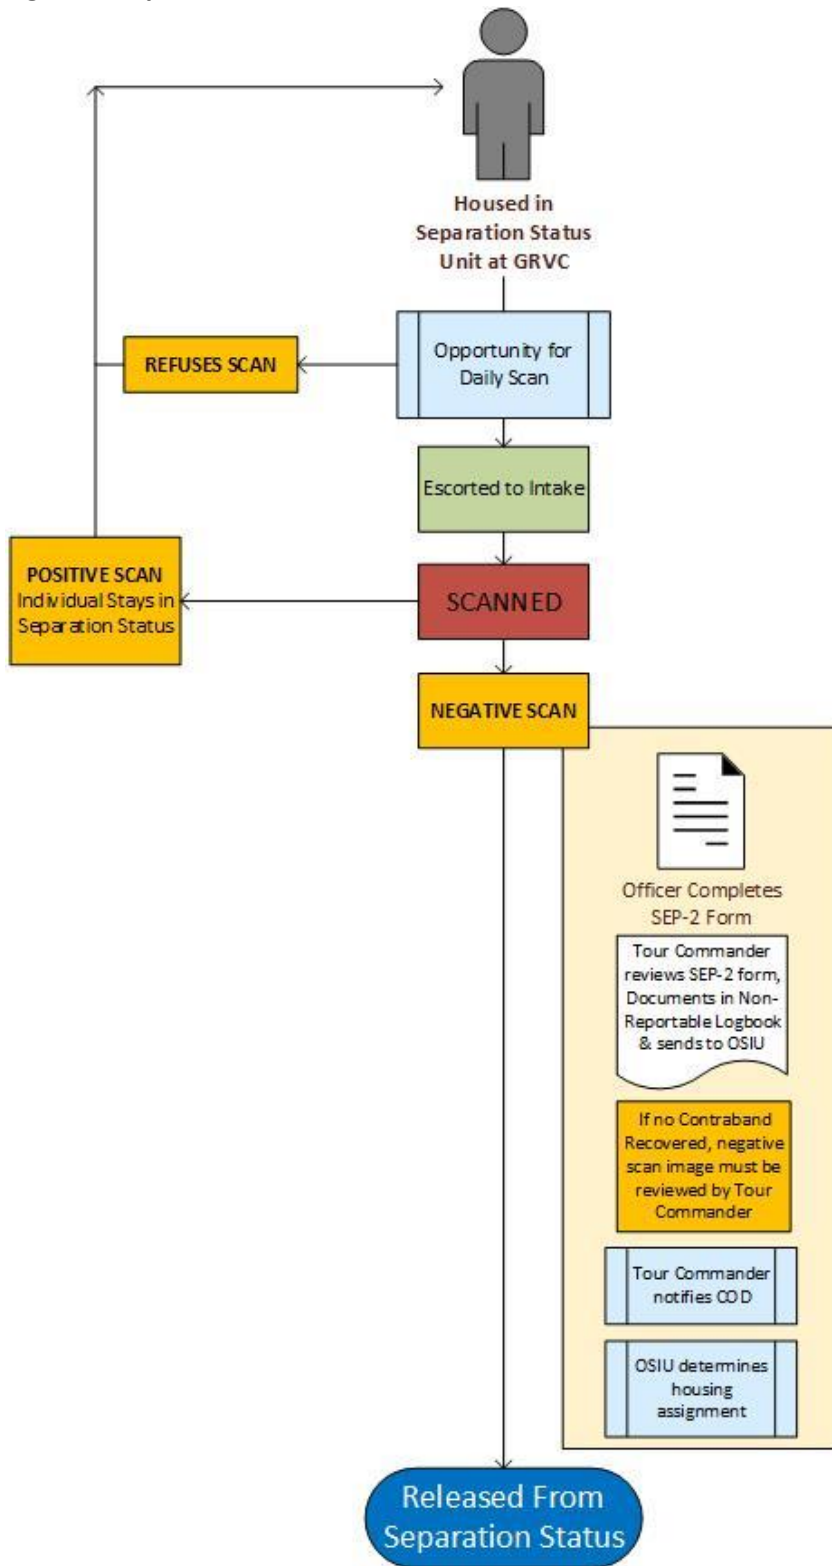 Housed in
Separation Status
Unit at GRVC
Opportunity for
Daily Scan
REFUSES SCAN
Escorted to Intake
SCANNED
POSITIVE SCAN
Individual Stays in
Separation Status
NEGATIVE SCAN
Officer Completes
SEP-2 Form
Tour Commander
reviews SEP-2 form,
Documents in Non-
Reportable Logbook
& sends to OSIU
If no Contraband
Recovered, negative
scan image must be
reviewed by Tour
Commander
Tour Commander
notifies COD
OSIU determines
housing
assignment
Released From
Separation Status